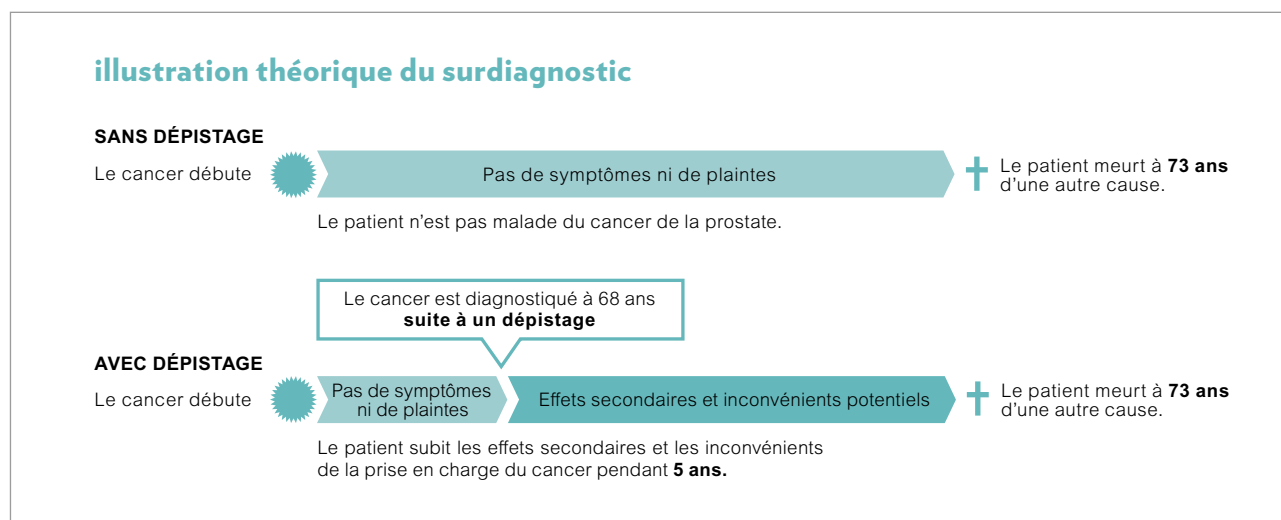 illustration théorique du surdiagnostic
SANS DÉPISTAGE
Le cancer débute
Pas de symptômes ni de plaintes
Le patient meurt à 73 ans
d'une autre cause.
Le patient n'est pas malade du cancer de la prostate.
Le cancer est diagnostiqué à 68 ans
suite à un dépistage
AVEC DÉPISTAGE
Le cancer débute
Pas de symptômes
ni de plaintes
Effets secondaires et inconvénients potentiels
Le patient meurt à 73 ans
d'une autre cause.
Le patient subit les effets secondaires et les inconvénients
de la prise en charge du cancer pendant 5 ans.